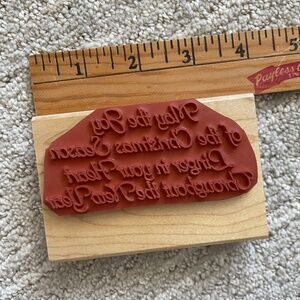 1 2 3 4 5
Payless C
May the Joy
of the Christmas Season
Linger in your Heart
Throughout the New Year